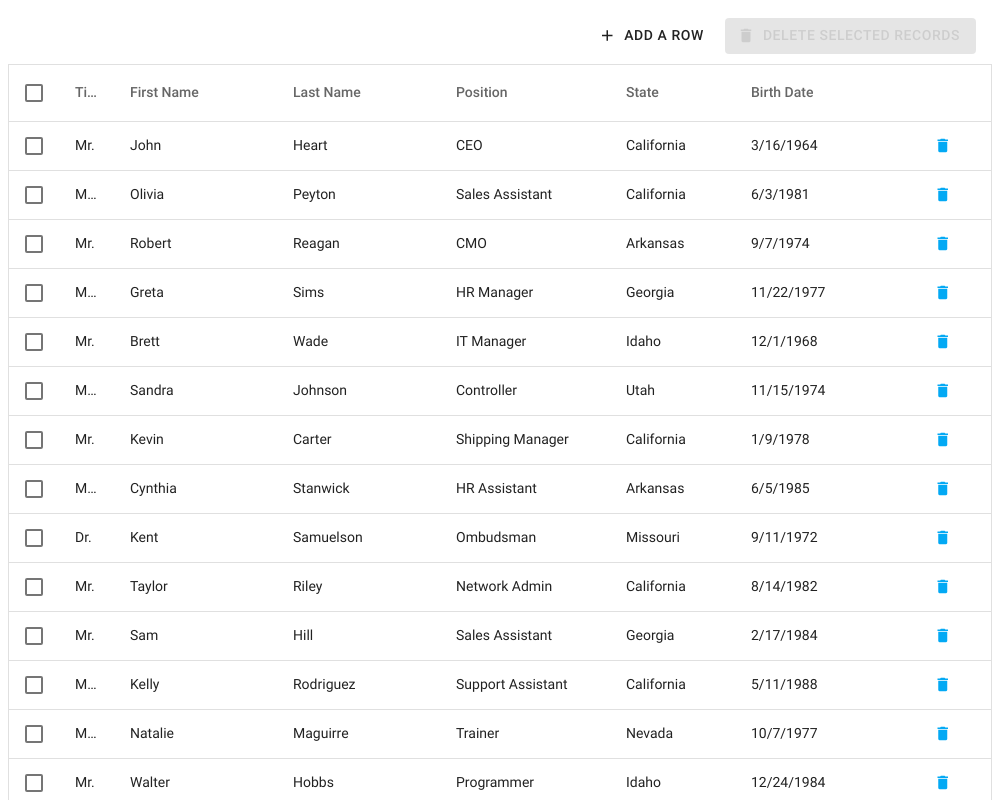 ADD A ROW DELETE SELECTED RECORDS
Ti... First Name Last Name Position State Birth Date
Mr. John Heart CEO California 3/16/1964
M... Olivia Peyton Sales Assistant California 6/3/1981
Mr. Robert Reagan CMO Arkansas 9/7/1974
M... Greta Sims HR Manager Georgia 11/22/1977
Mr. Brett Wade IT Manager Idaho 12/1/1968
M... Sandra Johnson Controller Utah 11/15/1974
Mr. Kevin Carter Shipping Manager California 1/9/1978
M... Cynthia Stanwick HR Assistant Arkansas 6/5/1985
Dr. Kent Samuelson Ombudsman Missouri 9/11/1972
Mr. Taylor Riley Network Admin California 8/14/1982
Mr. Sam Hill Sales Assistant Georgia 2/17/1984
M... Kelly Rodriguez Support Assistant California 5/11/1988
M... Natalie Maguirre Trainer Nevada 10/7/1977
Mr. Walter Hobbs Programmer Idaho 12/24/1984